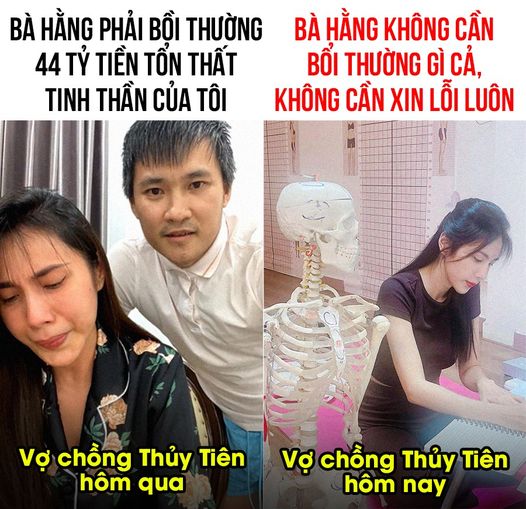 BÀ HẰNG PHẢI BỒI THƯỜNG
44 TỶ TIỀN TỔN THẤT
TINH THẦN CỦA TÔI
BÀ HẰNG KHÔNG CẦN
BỔI THƯỜNG GÌ CẢ,
KHÔNG CẦN XIN LỖI LUÔN
Vợ chồng Thủy Tiên
hôm qua
Vợ chồng Thủy Tiên
hôm nay